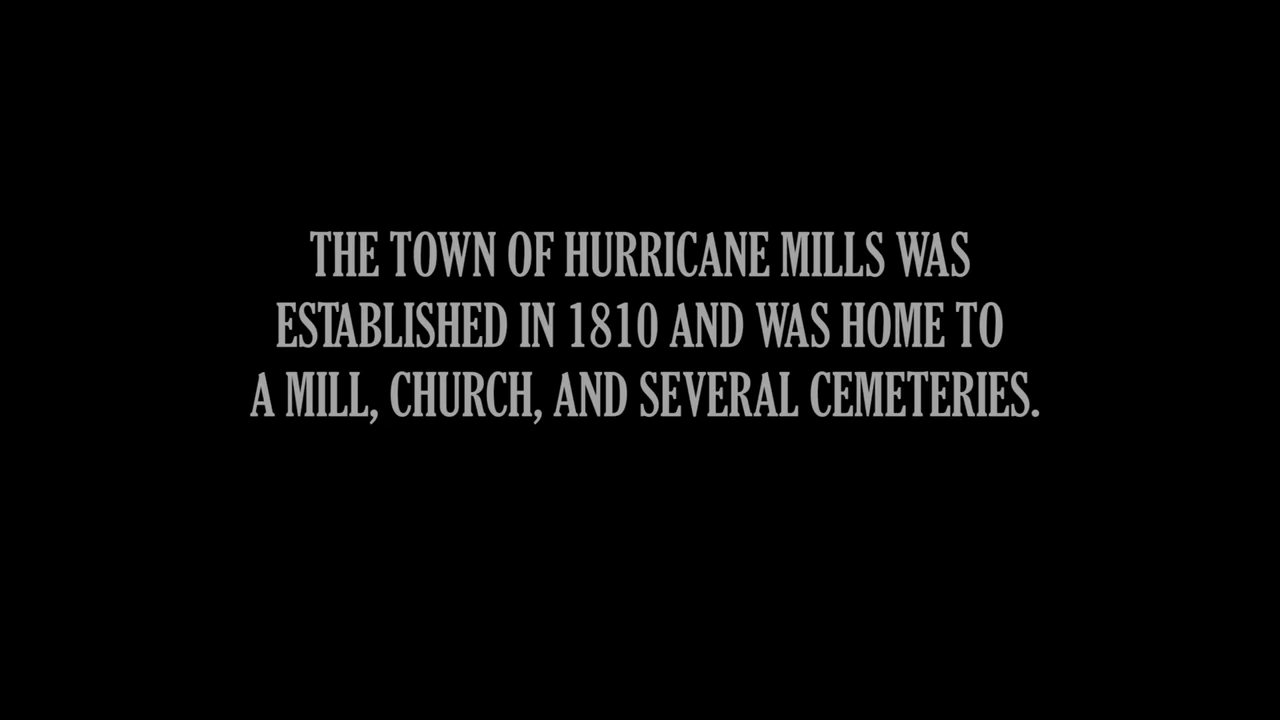 THE TOWN OF HURRICANE MILLS WAS
ESTABLISHED IN 1810 AND WAS HOME TO
A MILL, CHURCH, AND SEVERAL CEMETERIES.